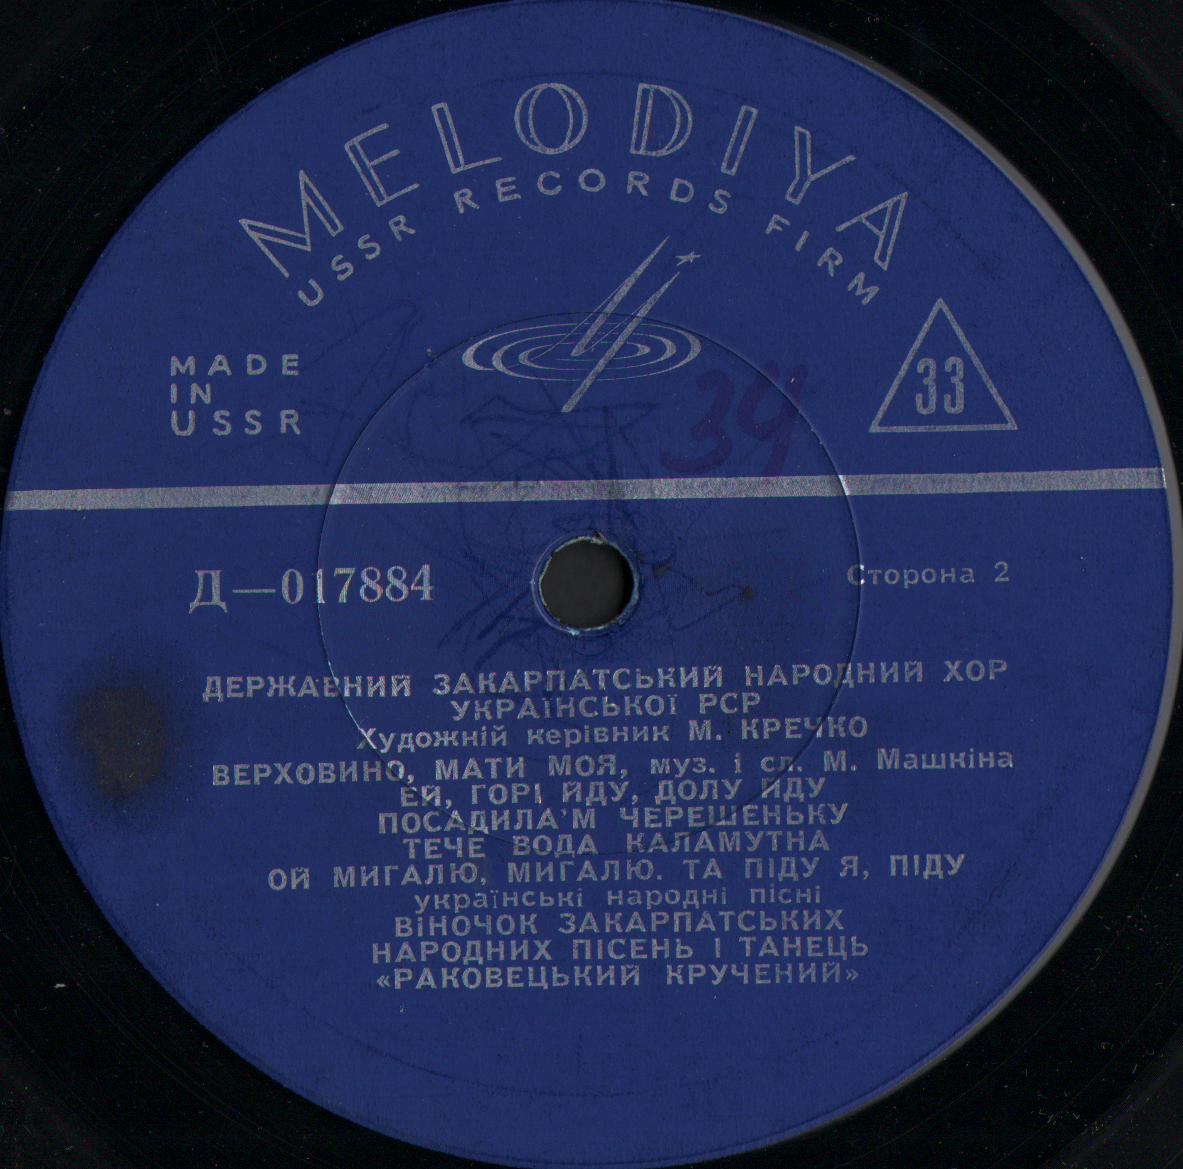 MELODIYA
USSR RECORDS FIRM
MADE
IN
USSR
33
34
Д—017884
Сторона 2
ДЕРЖАВНИЙ ЗАКАРПАТСЬКИЙ НАРОДНИЙ ХОР
УКРАЇНСЬКОЇ РСР
Художній керівник М. КРЕЧКО
ВЕРХОВИНО, МАТИ МОЯ, муз. і сл. М. Машкіна
ЕЙ, ГОРІ ЙДУ, ДОЛУ ЙДУ
ПОСАДИЛА'М ЧЕРЕШЕНЬКУ
ТЕЧЕ ВОДА КАЛАМУТНА
ОЙ МИГАЛЮ, МИГАЛЮ. ТА ПІДУ Я, ПІДУ
українські народні пісні
ВІНОЧОК ЗАКАРПАТСЬКИХ
НАРОДНИХ ПІСЕНЬ І ТАНЕЦЬ
«РАКОВЕЦЬКИЙ КРУЧЕНИЙ»